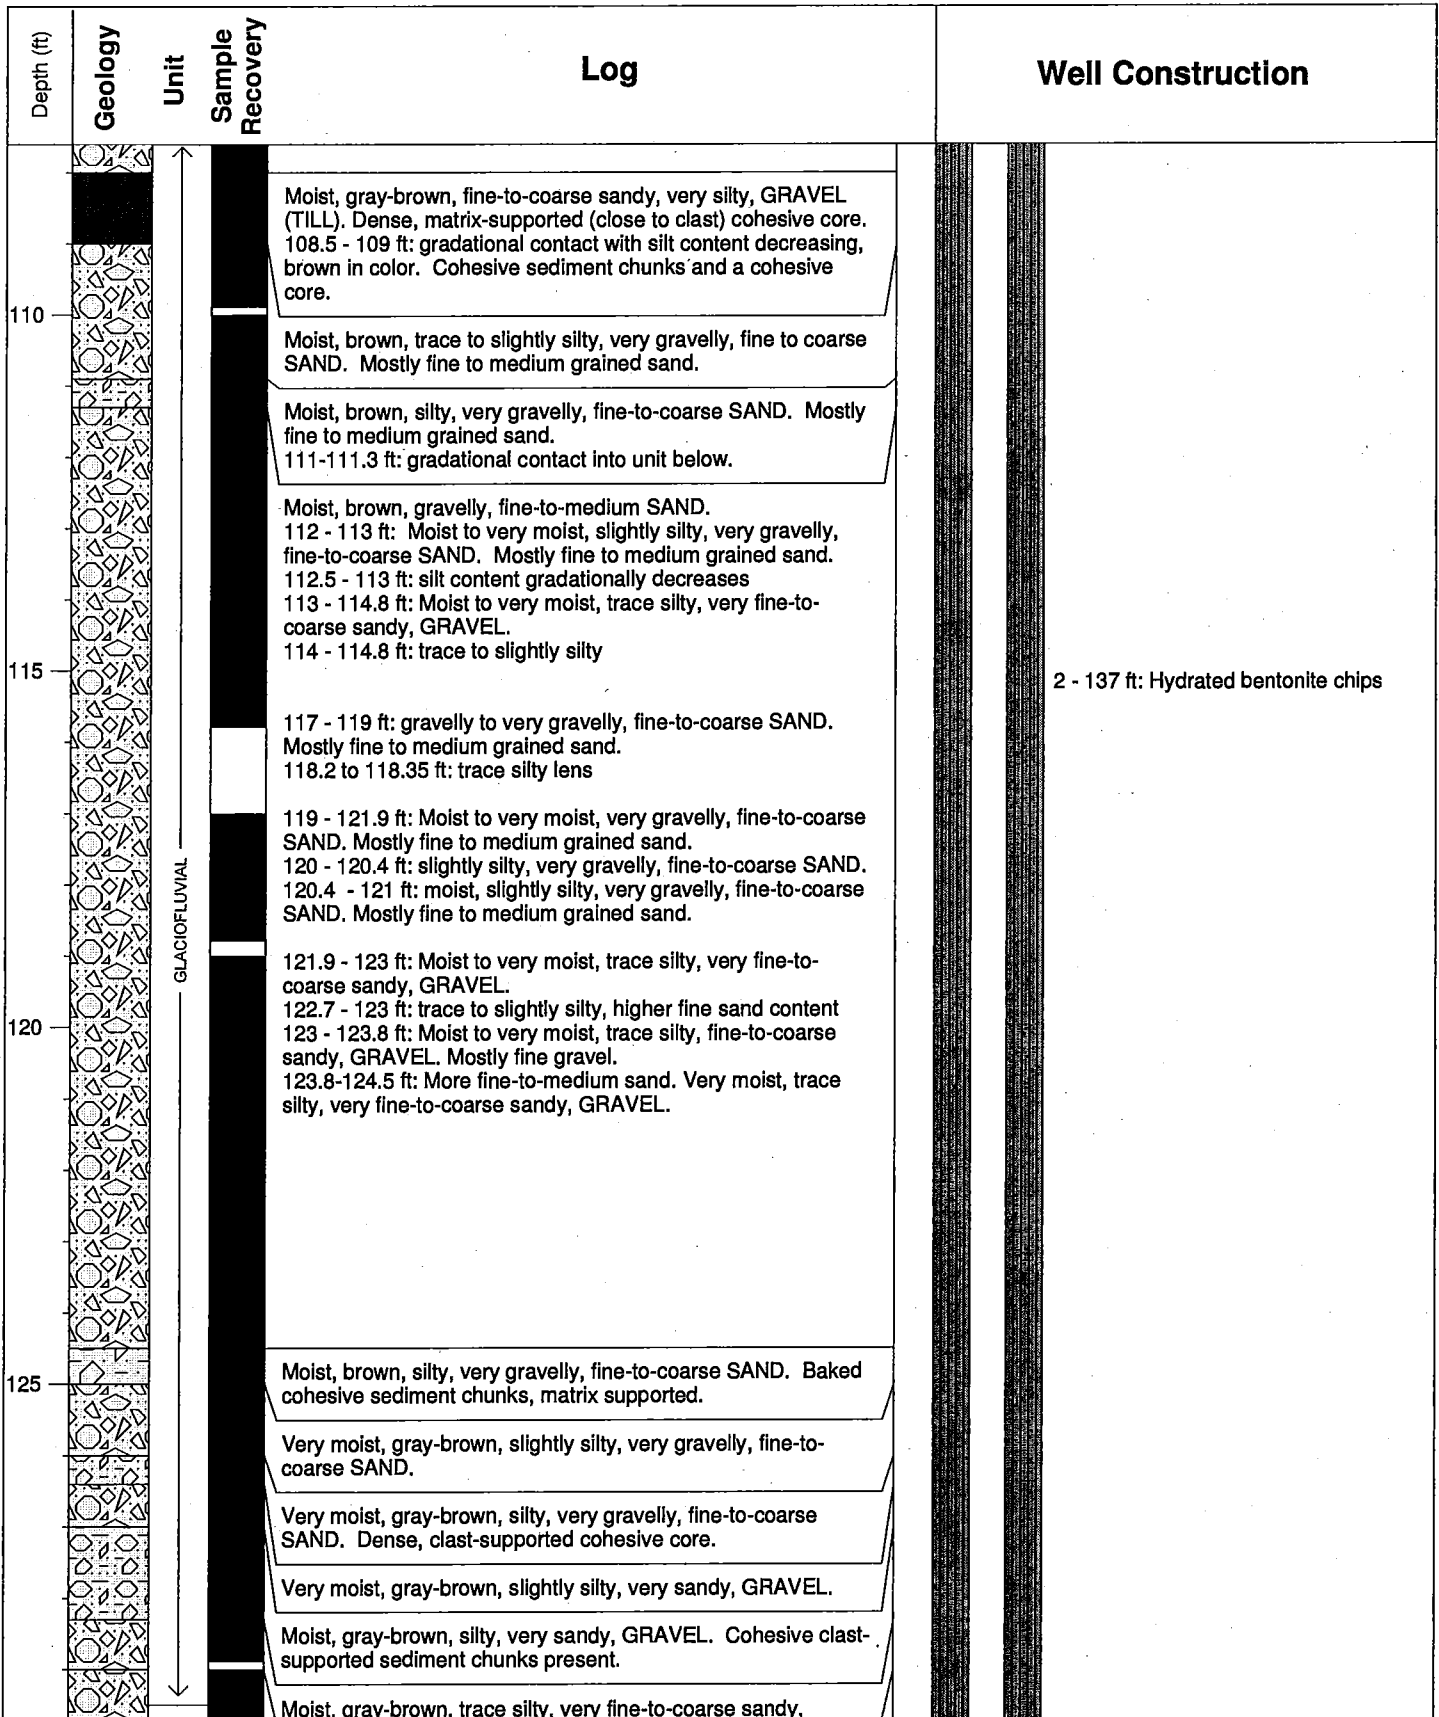 Depth (ft)
Geology
Unit
Sample
Recovery
Log
Well Construction
Moist, gray-brown, fine-to-coarse sandy, very silty, GRAVEL
(TILL). Dense, matrix-supported (close to clast) cohesive core.
108.5 - 109 ft: gradational contact with silt content decreasing,
brown in color. Cohesive sediment chunks and a cohesive
core.
110
Moist, brown, trace to slightly silty, very gravelly, fine to coarse
SAND. Mostly fine to medium grained sand.
Moist, brown, silty, very gravelly, fine-to-coarse SAND. Mostly
fine to medium grained sand.
111-111.3 ft: gradational contact into unit below.
Moist, brown, gravelly, fine-to-medium SAND.
112 - 113 ft: Moist to very moist, slightly silty, very gravelly,
fine-to-coarse SAND. Mostly fine to medium grained sand.
112.5 - 113 ft: silt content gradationally decreases
113 - 114.8 ft: Moist to very moist, trace silty, very fine-to-
coarse sandy, GRAVEL.
114 - 114.8 ft: trace to slightly silty
115
2 - 137 ft: Hydrated bentonite chips
117 - 119 ft: gravelly to very gravelly, fine-to-coarse SAND.
Mostly fine to medium grained sand.
118.2 to 118.35 ft: trace silty lens
119 - 121.9 ft: Moist to very moist, very gravelly, fine-to-coarse
SAND. Mostly fine to medium grained sand.
120 - 120.4 ft: slightly silty, very gravelly, fine-to-coarse SAND.
120.4 - 121 ft: moist, slightly silty, very gravelly, fine-to-coarse
SAND. Mostly fine to medium grained sand.
GLACIOFLUVIAL
121.9 - 123 ft: Moist to very moist, trace silty, very fine-to-
coarse sandy, GRAVEL.
122.7 - 123 ft: trace to slightly silty, higher fine sand content
120
123 - 123.8 ft: Moist to very moist, trace silty, fine-to-coarse
sandy, GRAVEL. Mostly fine gravel.
123.8-124.5 ft: More fine-to-medium sand. Very moist, trace
silty, very fine-to-coarse sandy, GRAVEL.
125
Moist, brown, silty, very gravelly, fine-to-coarse SAND. Baked
cohesive sediment chunks, matrix supported.
Very moist, gray-brown, slightly silty, very gravelly, fine-to-
coarse SAND.
Very moist, gray-brown, silty, very gravelly, fine-to-coarse
SAND. Dense, clast-supported cohesive core.
Very moist, gray-brown, slightly silty, very sandy, GRAVEL.
Moist, gray-brown, silty, very sandy, GRAVEL. Cohesive clast-
supported sediment chunks present.
Moist, gray-brown, trace silty, very fine-to-coarse sandy,